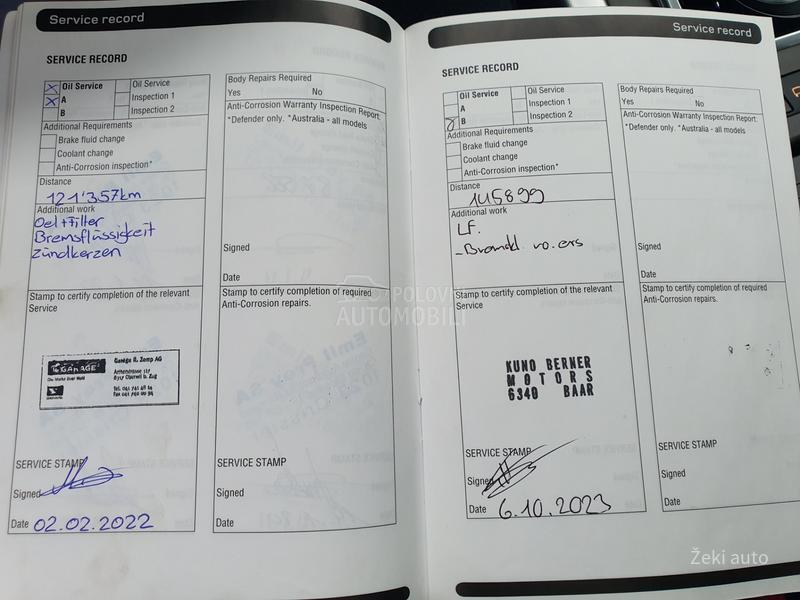 Service record
SERVICE RECORD
Oil Service
A
B
Oil Service
Inspection 1
Inspection 2
Additional Requirements
Brake fluid change
Coolant change
Anti-Corrosion inspection*
Distance
121'357km
Additional work
Oel+Filter
Bremsflüssigkeit
Zündkerzen
Stamp to certify completion of the relevant
Service
Garage R. Zemp AG
Tel. 041
Fax 041
SERVICE STAMP
Signed
Date 02.02.2022
Body Repairs Required
Yes No
Anti-Corrosion Warranty Inspection Report:
*Defender only. *Australia - all models
Signed
Date
Stamp to certify completion of required
Anti-Corrosion repairs.
SERVICE STAMP
Signed
Date
Service record
SERVICE RECORD
Oil Service
A
B
Oil Service
Inspection 1
Inspection 2
Additional Requirements
Brake fluid change
Coolant change
Anti-Corrosion inspection*
Distance
145899
Additional work
LF.
Stamp to certify completion of the relevant
Service
KUNO BERNER
MOTORS
6340 BAAR
SERVICE STAMP
Signed
Date 6.10.2023
Body Repairs Required
Yes No
Anti-Corrosion Warranty Inspection Report:
*Defender only. *Australia - all models
Signed
Date
Stamp to certify completion of required
Anti-Corrosion repairs.
SERVICE STAMP
Signed
Date
POLOVNI
AUTOMOBILI
Žeki auto